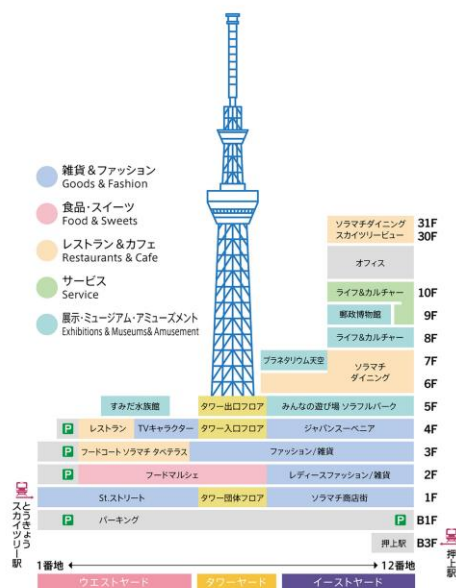 雑貨&ファッション
Goods & Fashion
食品・スイーツ
Food & Sweets
レストラン&カフェ
Restaurants & Cafe
サービス
Service
展示・ミュージアム・アミューズメント
Exhibitions & Museums& Amusement
ソラマチダイニング 31F
スカイツリービュー 30F
オフィス
ライフ&カルチャー 10F
郵政博物館 9F
ライフ&カルチャー 8F
プラネタリウム天空 7F
ソラマチ
ダイニング 6F
すみだ水族館 タワー出口フロア みんなの遊び場 ソラフルパーク 5F
P レストラン TVキャラクター タワー入口フロア ジャパンスーベニア 4F
P フードコート ソラマチ タベテラス ファッション/雑貨 3F
P フードマルシェ レディースファッション/雑貨 2F
St.ストリート タワー団体フロア ソラマチ商店街 1F
P パーキング P B1F
押上駅 B3F
とうきょう
スカイツリー駅
押上駅
1番地 12番地
ウエストヤード タワーヤード イーストヤード